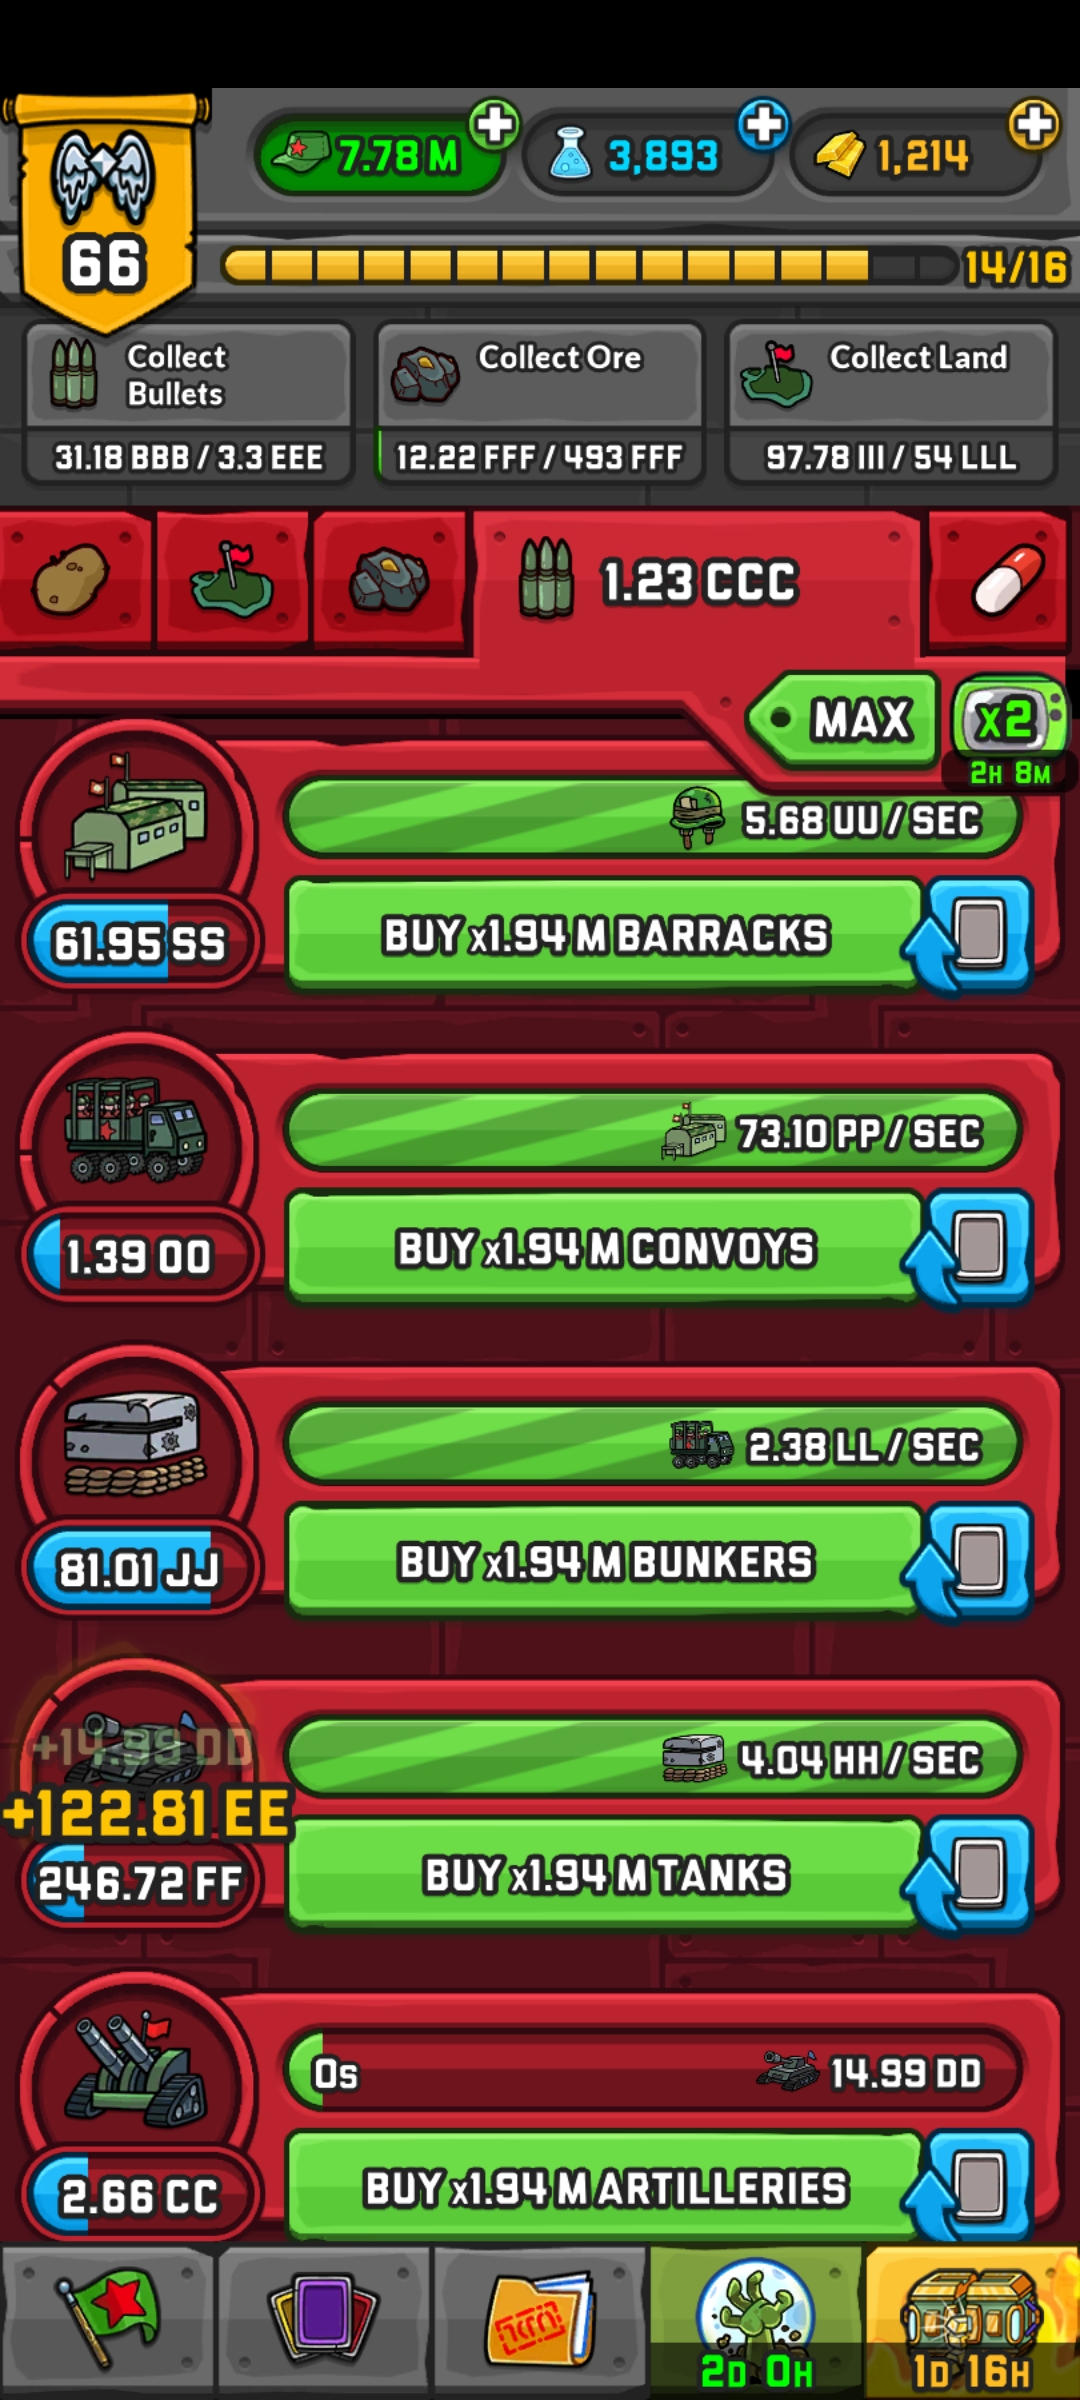 7.78 M
3,893
1,214
66
14/16
Collect
Bullets
Collect Ore
Collect Land
31.18 BBB / 3.3 EEE
12.22 FFF / 493 FFF
97.78 III / 54 LLL
1.23 CCC
MAX
x2
2H 8M
5.68 UU / SEC
61.95 SS
BUY x1.94 M BARRACKS
73.10 PP / SEC
1.39 OO
BUY x1.94 M CONVOYS
2.38 LL / SEC
81.01 JJ
BUY x1.94 M BUNKERS
+14.99 DD
4.04 HH / SEC
+122.81 EE
246.72 FF
BUY x1.94 M TANKS
0s
14.99 DD
2.66 CC
BUY x1.94 M ARTILLERIES
2D 0H
1D 16H